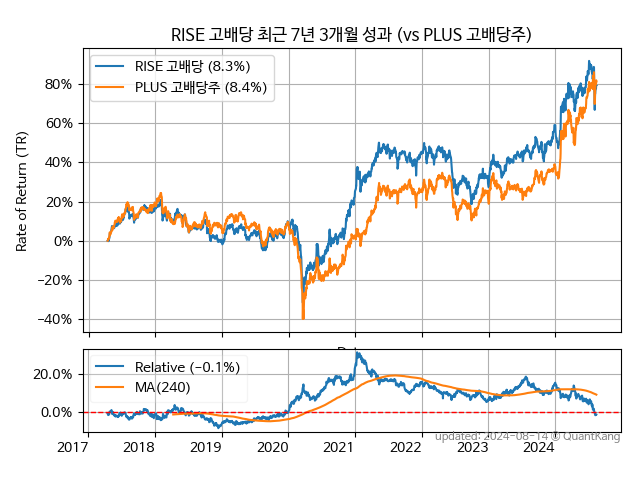 RISE 고배당 최근 7년 3개월 성과 (vs PLUS 고배당주)
RISE 고배당 (8.3%)
PLUS 고배당주 (8.4%)
Rate of Return (TR)
80%
60%
40%
20%
0%
−20%
−40%
Relative (−0.1%)
MA(240)
20.0%
0.0%
2017 2018 2019 2020 2021 2022 2023 2024
updated: 2024-08-14 © QuantKang